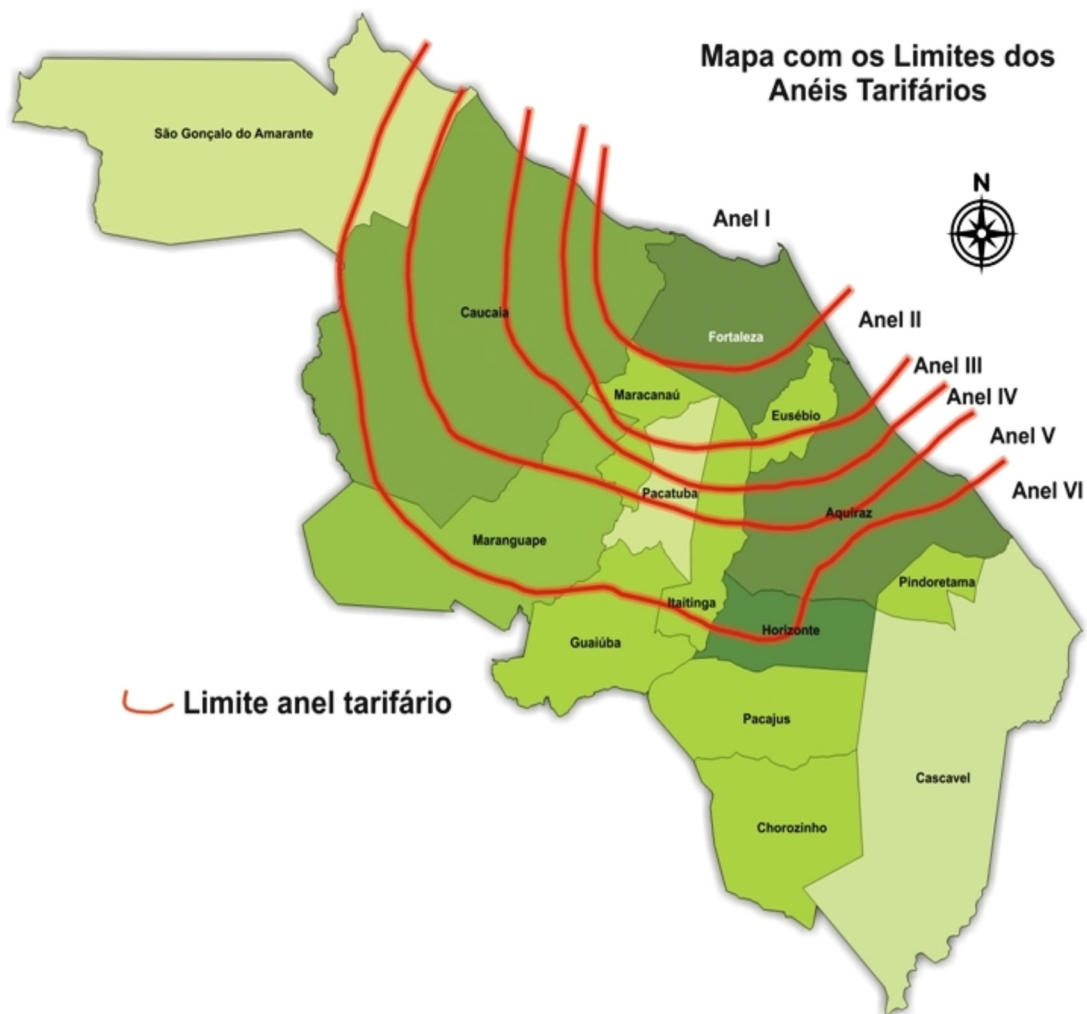 Mapa com os Limites dos
Anéis Tarifários
São Gonçalo do Amarante
N
Anel I
Caucaia
Fortaleza
Anel II
Anel III
Maracanaú
Anel IV
Eusébio
Anel V
Pacatuba
Anel VI
Aquiraz
Maranguape
Pindoretama
Itaitinga
Horizonte
Guaiúba
Limite anel tarifário
Pacajus
Cascavel
Chorozinho